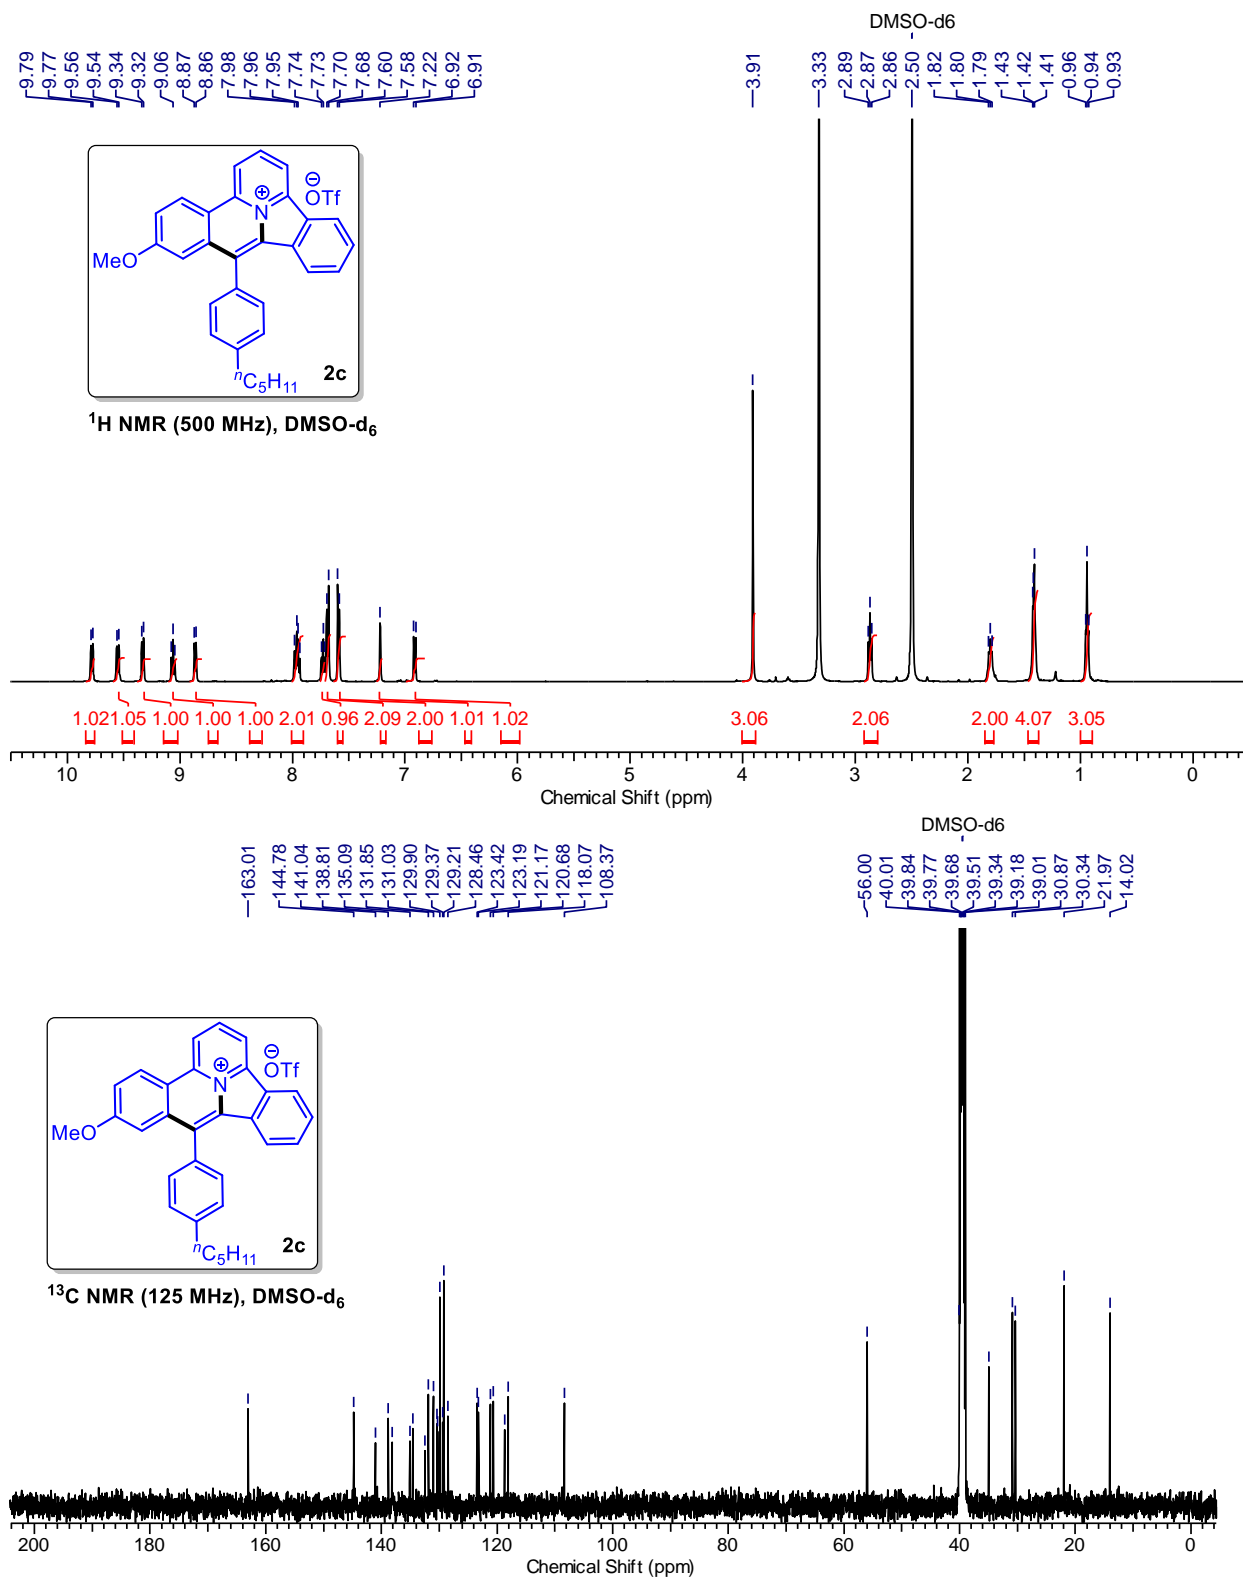 DMSO-d6
9.79 9.77 9.56 9.54 9.34 9.32 9.06 8.87 8.86 7.98 7.96 7.95 7.74 7.73 7.70 7.68 7.60 7.58 7.22 6.92 6.91 3.91 3.33 2.89 2.87 2.86 2.50 1.82 1.80 1.79 1.43 1.42 1.41 0.96 0.94 0.93
N
⊕
⊖
OTf
MeO
ⁿC₅H₁₁
2c
¹H NMR (500 MHz), DMSO-d₆
1.02 1.05 1.00 1.00 1.00 2.01 0.96 2.09 2.00 1.01 1.02 3.06 2.06 2.00 4.07 3.05
10 9 8 7 6 5 4 3 2 1 0
Chemical Shift (ppm)
DMSO-d6
163.01 144.78 141.04 138.81 135.09 131.85 131.03 129.90 129.37 129.21 128.46 123.42 123.19 121.17 120.68 118.07 108.37 56.00 40.01 39.84 39.77 39.68 39.51 39.34 39.18 39.01 30.87 30.34 21.97 14.02
⊖
OTf
⊕
N
MeO
ⁿC₅H₁₁
2c
¹³C NMR (125 MHz), DMSO-d₆
200 180 160 140 120 100 80 60 40 20 0
Chemical Shift (ppm)